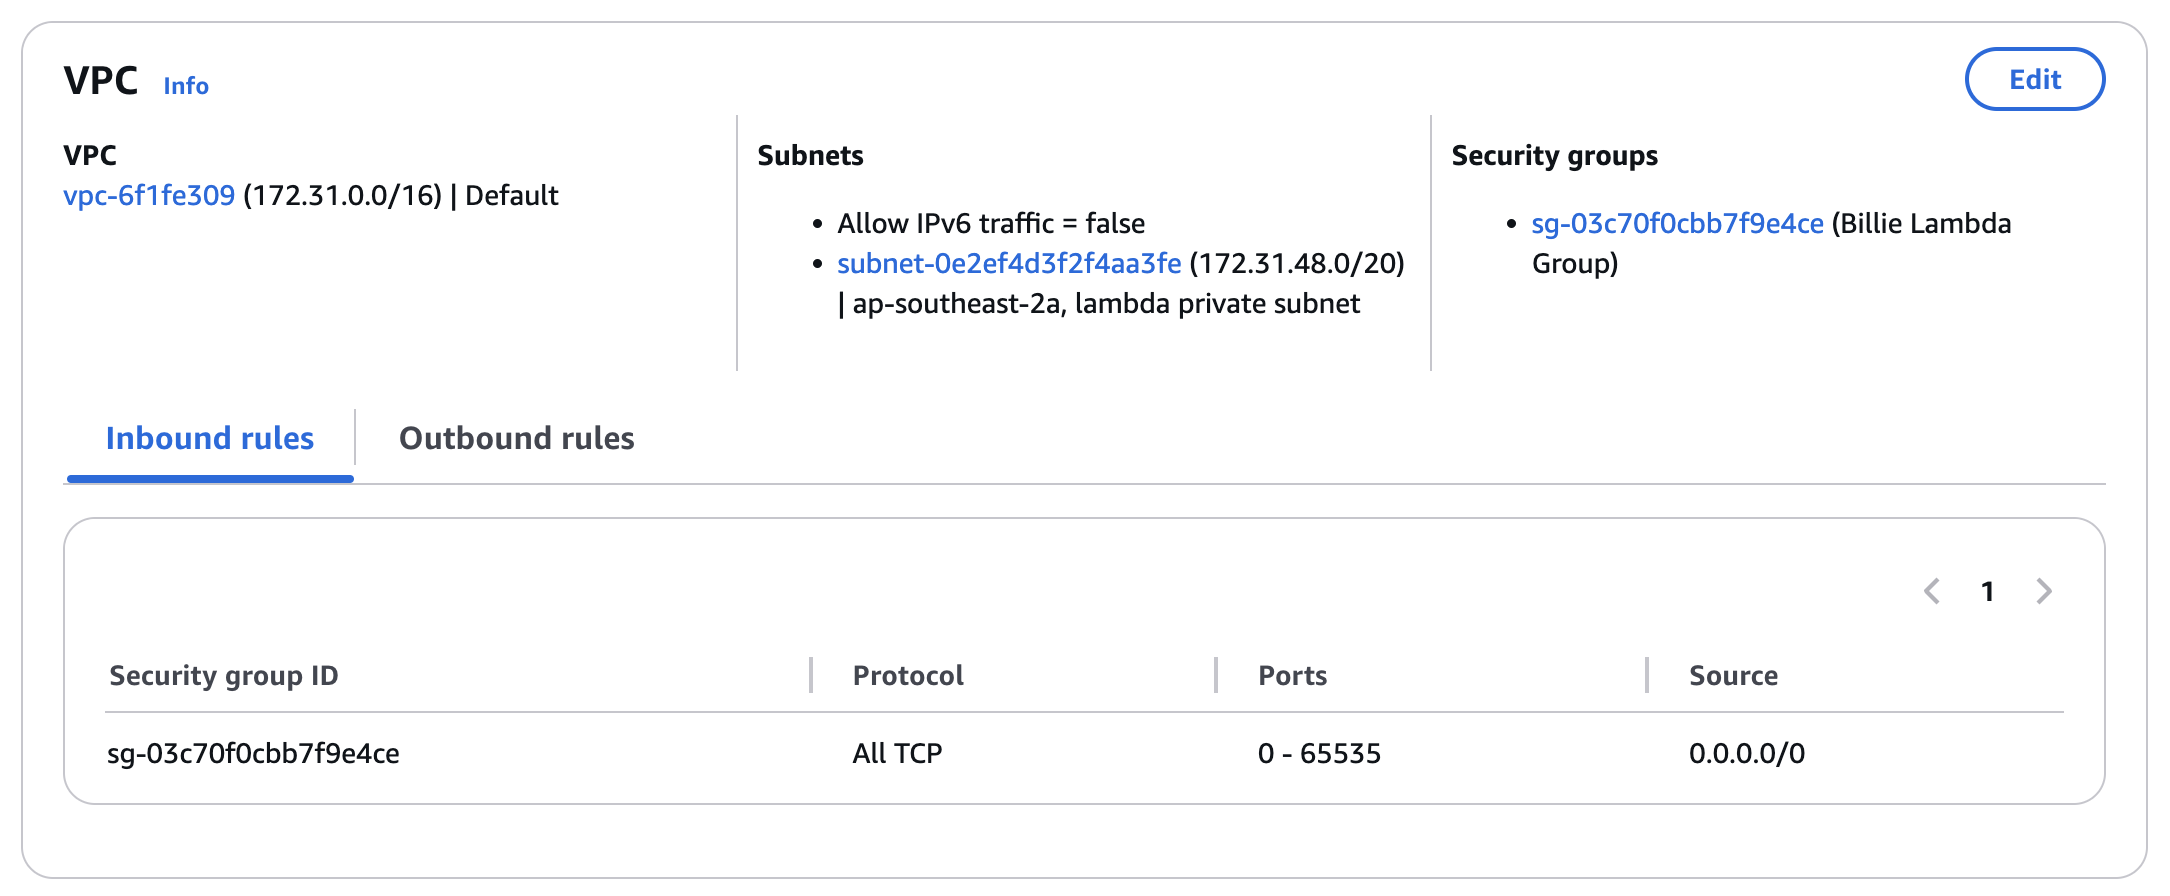 VPC Info
Edit
VPC
vpc-6f1fe309 (172.31.0.0/16) | Default
Subnets
• Allow IPv6 traffic = false
• subnet-0e2ef4d3f2f4aa3fe (172.31.48.0/20)
| ap-southeast-2a, lambda private subnet
Security groups
• sg-03c70f0cbb7f9e4ce (Billie Lambda
Group)
Inbound rules
Outbound rules
1
Security group ID Protocol Ports Source
sg-03c70f0cbb7f9e4ce All TCP 0 - 65535 0.0.0.0/0